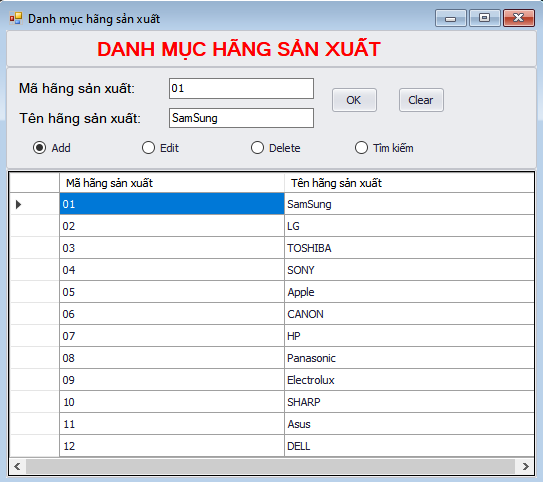 Danh mục hãng sản xuất
DANH MỤC HÃNG SẢN XUẤT
Mã hãng sản xuất: 01
OK Clear
Tên hãng sản xuất: SamSung
Add Edit Delete Tìm kiếm
Mã hãng sản xuất Tên hãng sản xuất
01 SamSung
02 LG
03 TOSHIBA
04 SONY
05 Apple
06 CANON
07 HP
08 Panasonic
09 Electrolux
10 SHARP
11 Asus
12 DELL